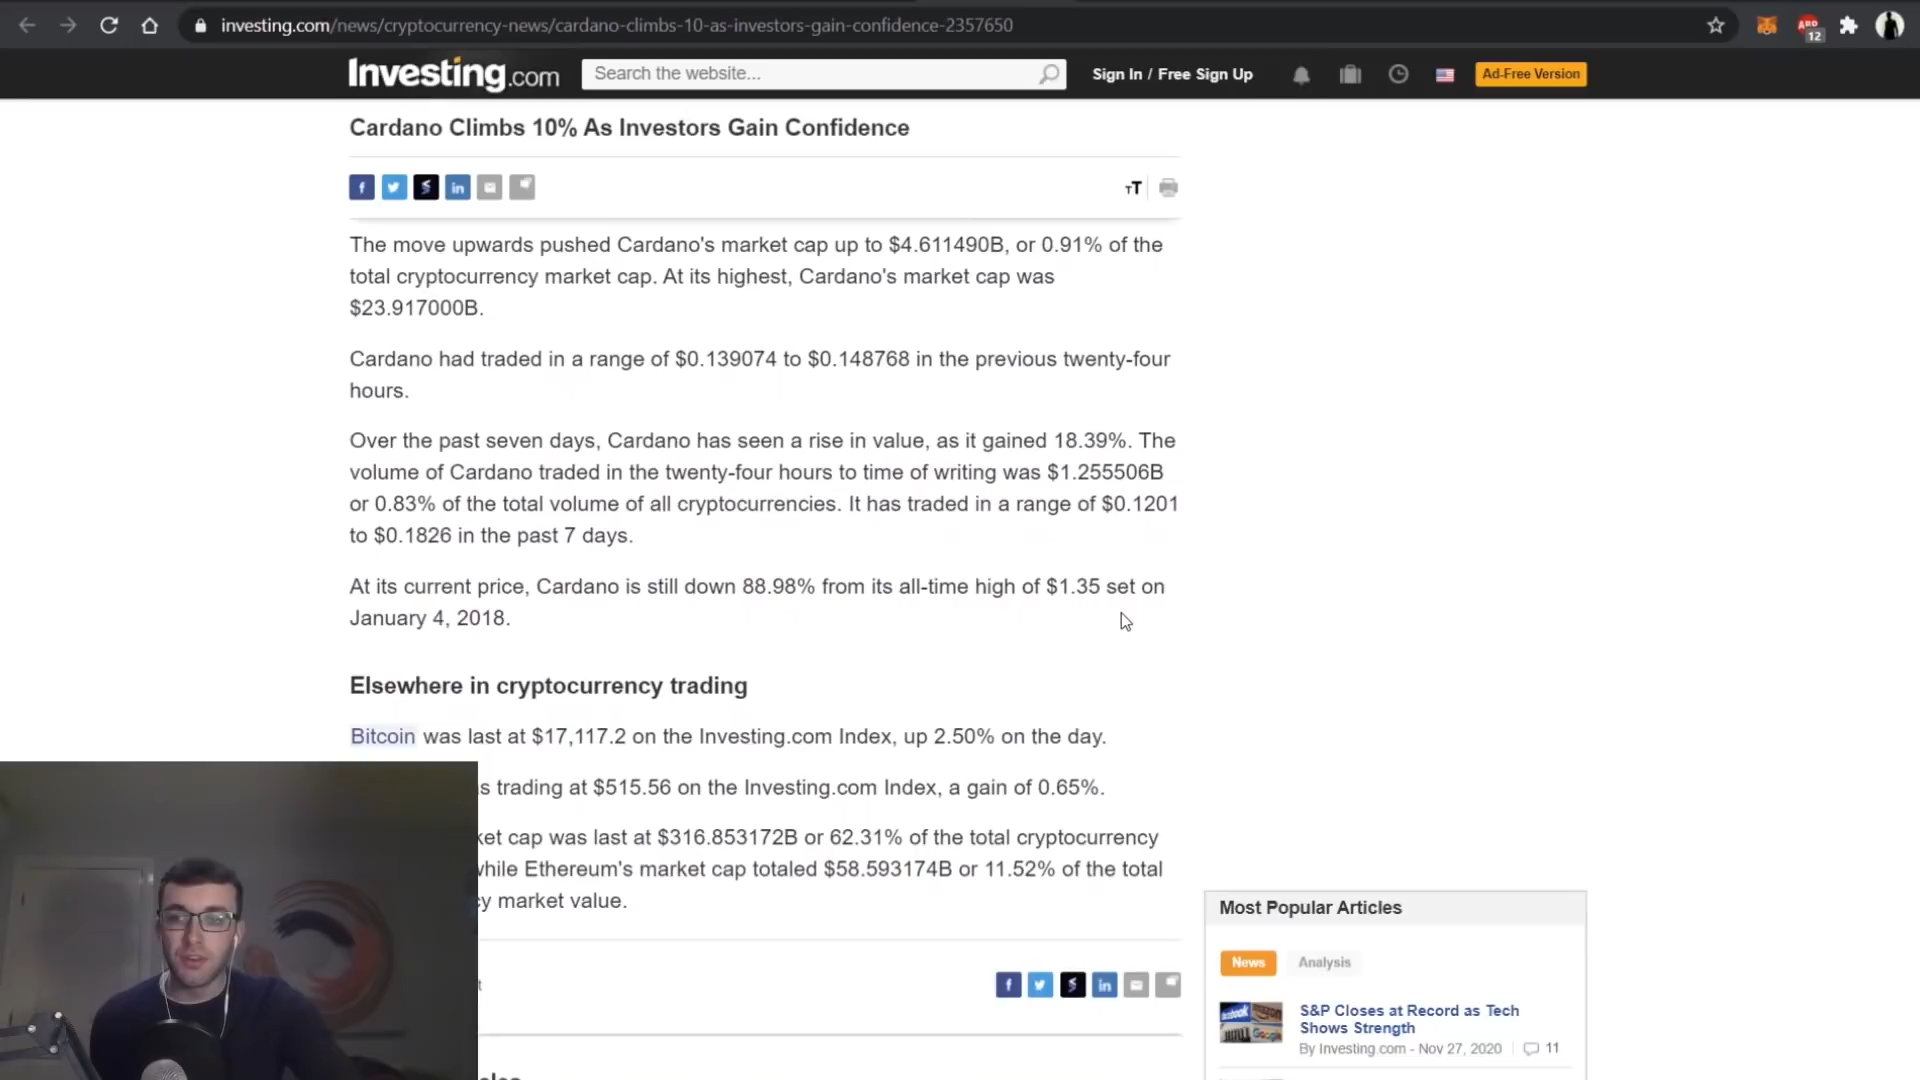 investing.com/news/cryptocurrency-news/cardano-climbs-10-as-investors-gain-confidence-2357650
ABP
12
Investing.com
Search the website...
Sign In / Free Sign Up
Ad-Free Version
Cardano Climbs 10% As Investors Gain Confidence
TT
The move upwards pushed Cardano's market cap up to $4.611490B, or 0.91% of the
total cryptocurrency market cap. At its highest, Cardano's market cap was
$23.917000B.
Cardano had traded in a range of $0.139074 to $0.148768 in the previous twenty-four
hours.
Over the past seven days, Cardano has seen a rise in value, as it gained 18.39%. The
volume of Cardano traded in the twenty-four hours to time of writing was $1.255506B
or 0.83% of the total volume of all cryptocurrencies. It has traded in a range of $0.1201
to $0.1826 in the past 7 days.
At its current price, Cardano is still down 88.98% from its all-time high of $1.35 set on
January 4, 2018.
Elsewhere in cryptocurrency trading
Bitcoin was last at $17,117.2 on the Investing.com Index, up 2.50% on the day.
s trading at $515.56 on the Investing.com Index, a gain of 0.65%.
ket cap was last at $316.853172B or 62.31% of the total cryptocurrency
while Ethereum's market cap totaled $58.593174B or 11.52% of the total
cy market value.
t
Most Popular Articles
News
Analysis
S&P Closes at Record as Tech
Shows Strength
By Investing.com - Nov 27, 2020
11